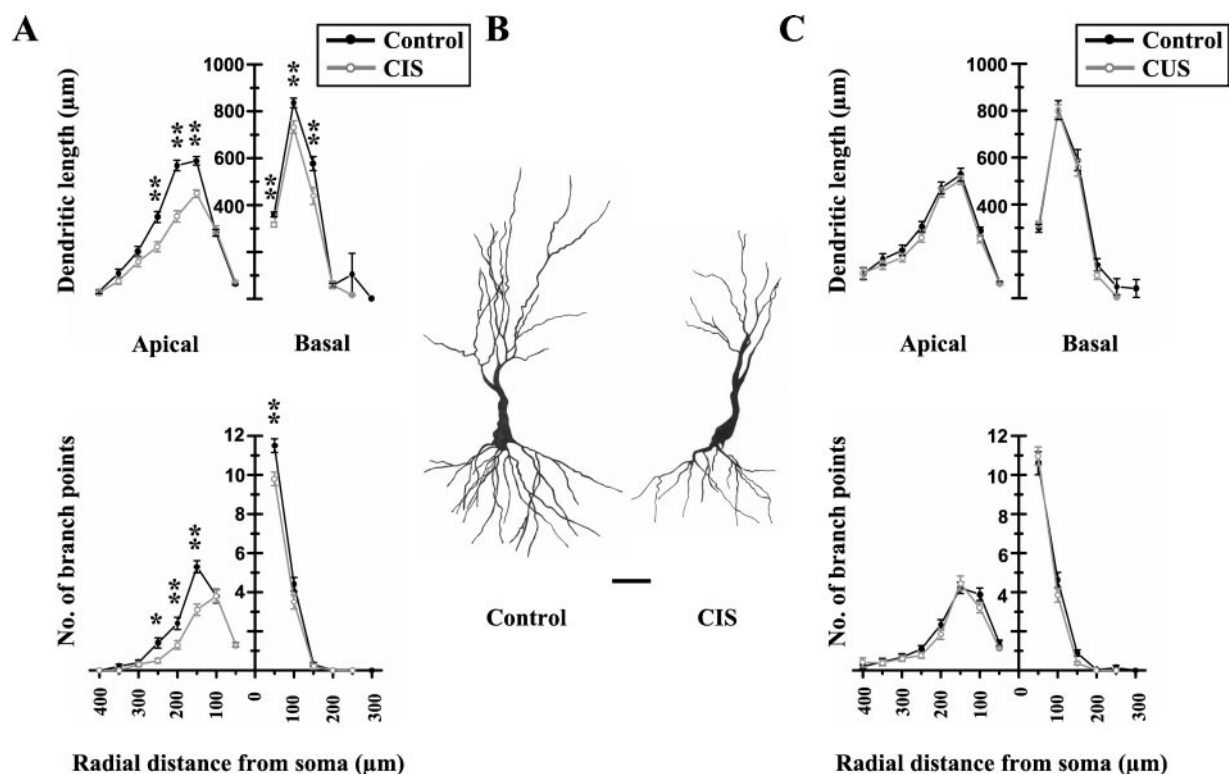 A
Control
CIS
B
C
Control
CUS
Dendritic length (µm)
1000
800
600
400
** ** ** ** ** **
Apical
Basal
Dendritic length (µm)
1000
800
600
400
Apical
Basal
No. of branch points
12
10
8
6
4
* ** ** **
400
300
200
100
0
100
300
Radial distance from soma (µm)
Control
CIS
No. of branch points
12
10
8
6
4
400
300
200
100
0
100
300
Radial distance from soma (µm)